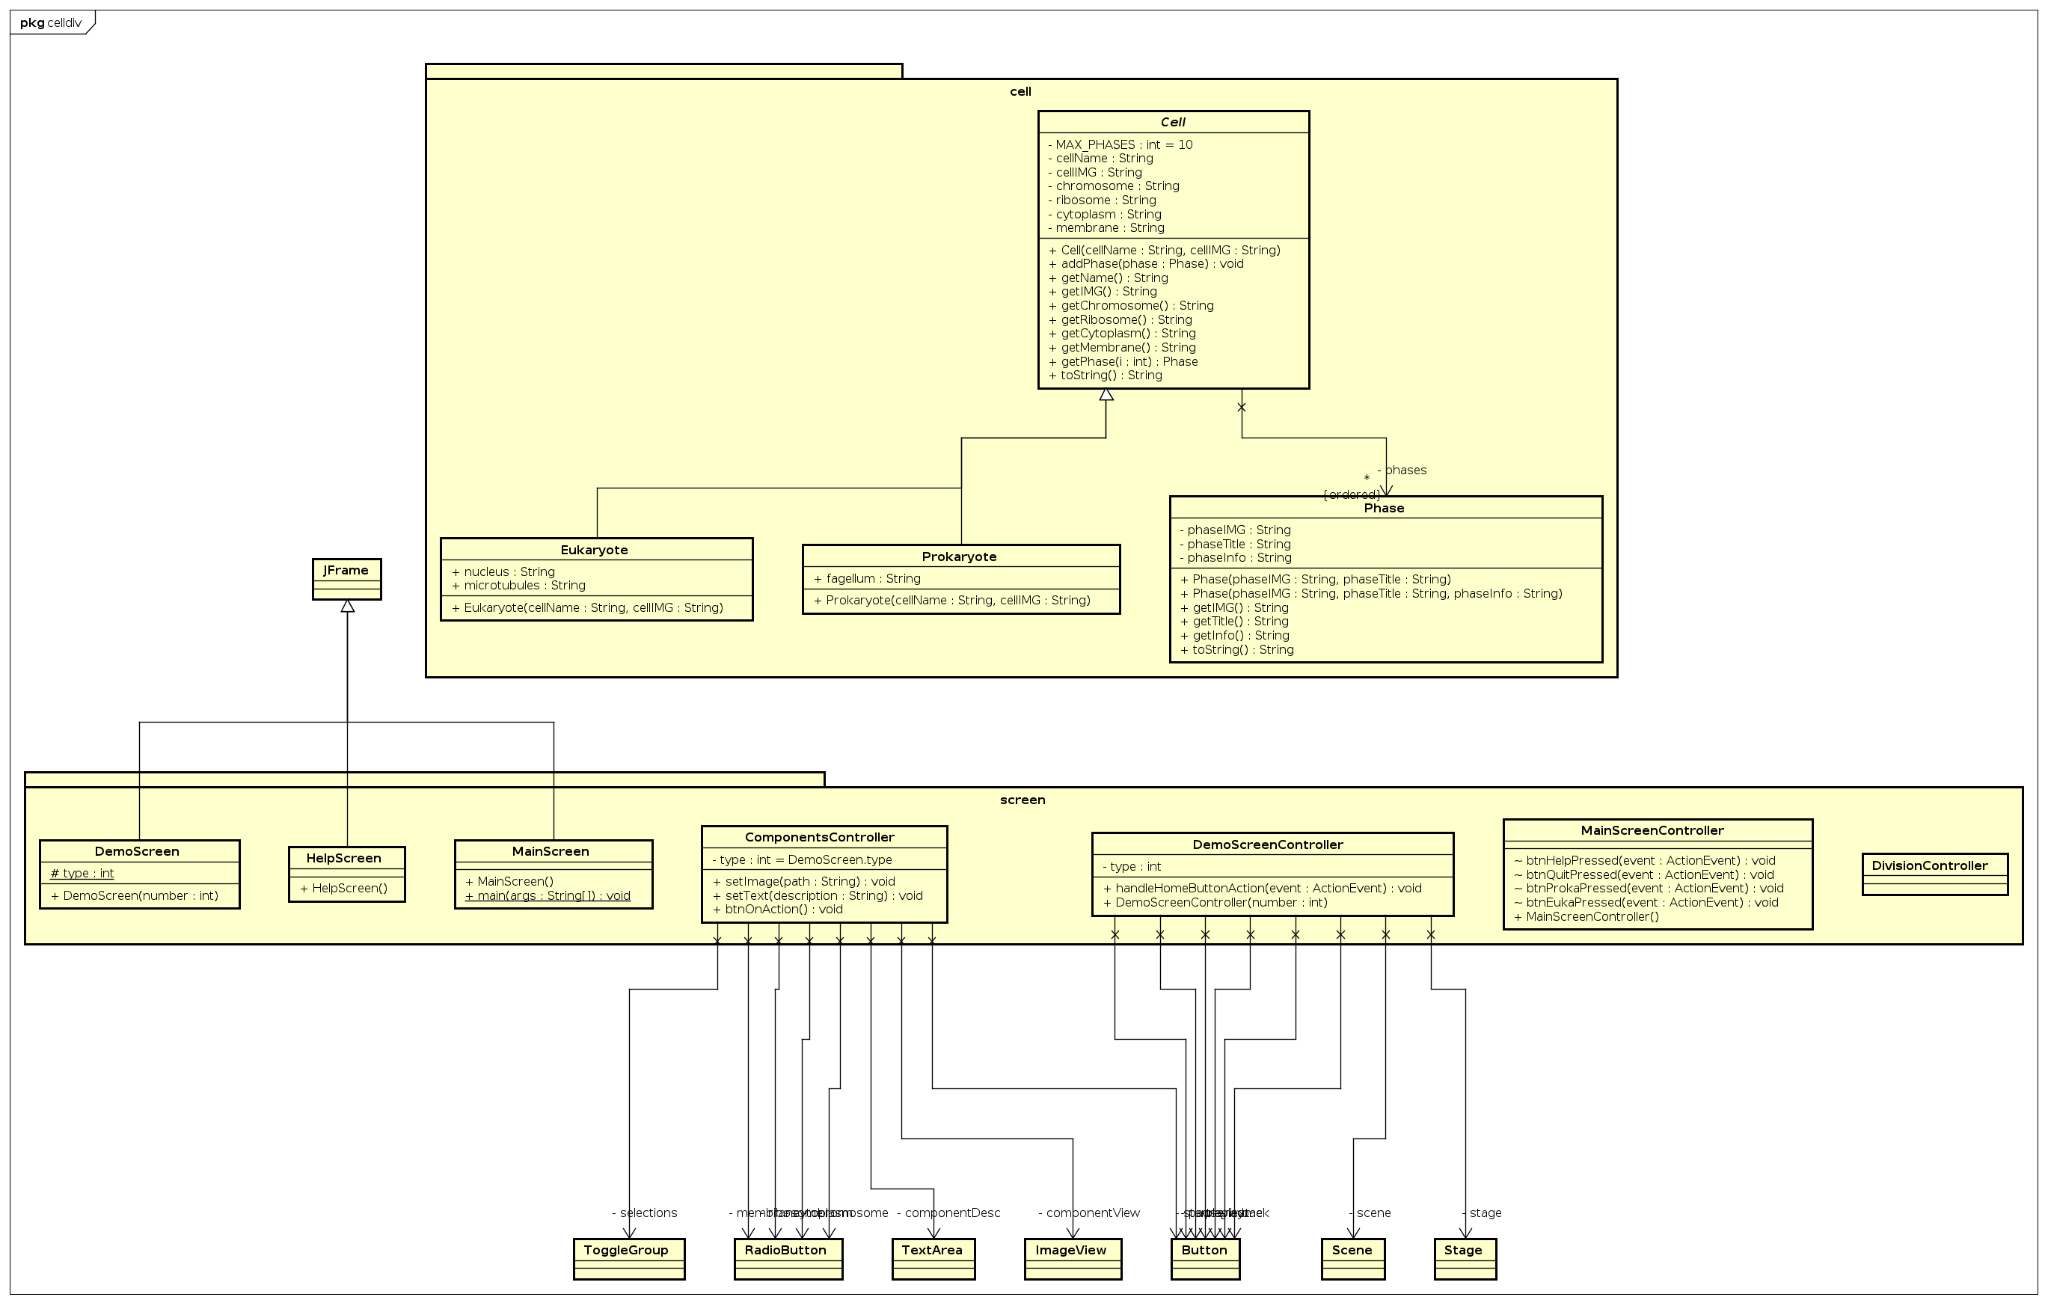 pkg celldiv
cell
Cell
- MAX_PHASES : int = 10
- cellName : String
- cellIMG : String
- chromosome : String
- ribosome : String
- cytoplasm : String
- membrane : String
+ Cell(cellName : String, cellIMG : String)
+ addPhase(phase : Phase) : void
+ getName() : String
+ getIMG() : String
+ getChromosome() : String
+ getRibosome() : String
+ getCytoplasm() : String
+ getMembrane() : String
+ getPhase(i : int) : Phase
+ toString() : String
- phases
*
{ordered}
Eukaryote
+ nucleus : String
+ microtubules : String
+ Eukaryote(cellName : String, cellIMG : String)
Prokaryote
+ fagellum : String
+ Prokaryote(cellName : String, cellIMG : String)
Phase
- phaseIMG : String
- phaseTitle : String
- phaseInfo : String
+ Phase(phaseIMG : String, phaseTitle : String)
+ Phase(phaseIMG : String, phaseTitle : String, phaseInfo : String)
+ getIMG() : String
+ getTitle() : String
+ getInfo() : String
+ toString() : String
JFrame
screen
DemoScreen
# type : int
+ DemoScreen(number : int)
HelpScreen
+ HelpScreen()
MainScreen
+ MainScreen()
+ main(args : String[]) : void
ComponentsController
- type : int = DemoScreen.type
+ setImage(path : String) : void
+ setText(description : String) : void
+ btnOnAction() : void
DemoScreenController
- type : int
+ handleHomeButtonAction(event : ActionEvent) : void
+ DemoScreenController(number : int)
MainScreenController
~ btnHelpPressed(event : ActionEvent) : void
~ btnQuitPressed(event : ActionEvent) : void
~ btnProkaPressed(event : ActionEvent) : void
~ btnEukaPressed(event : ActionEvent) : void
+ MainScreenController()
DivisionController
- selections
- componentDesc
- componentView
- scene
- stage
ToggleGroup
RadioButton
TextArea
ImageView
Button
Scene
Stage